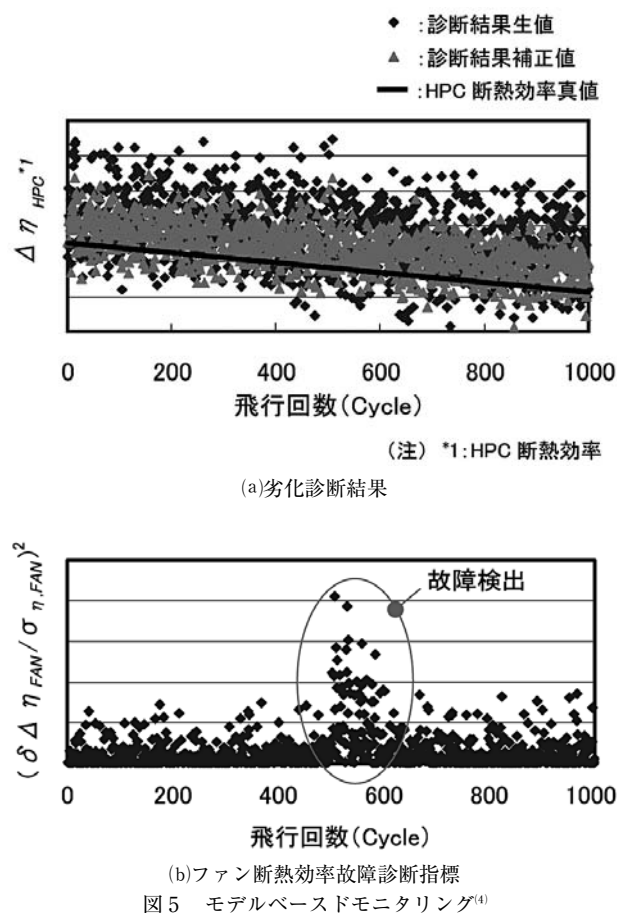 ◆ :診断結果生値
▲ :診断結果補正値
━ :HPC 断熱効率真値
Δ η HPC *1
0 200 400 600 800 1000
飛行回数(Cycle)
(注) *1:HPC 断熱効率
(a)劣化診断結果
故障検出
(δ Δ η FAN / σ η,FAN)²
0 200 400 600 800 1000
飛行回数(Cycle)
(b)ファン断熱効率故障診断指標
図5 モデルベースドモニタリング(4)